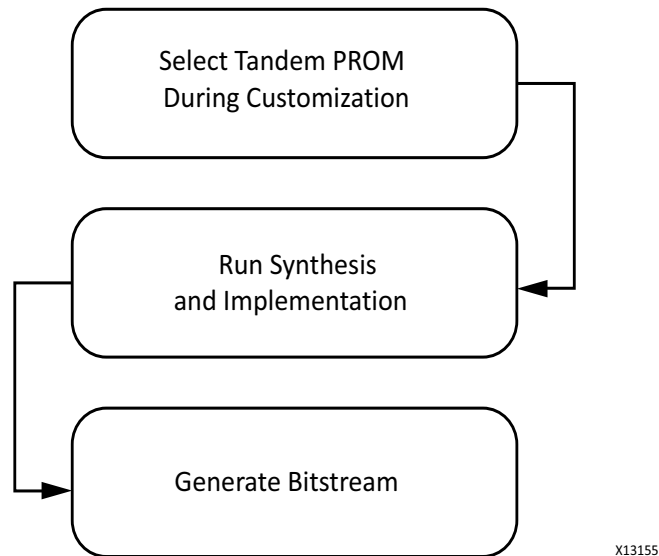 Select Tandem PROM
During Customization
Run Synthesis
and Implementation
Generate Bitstream
X13155